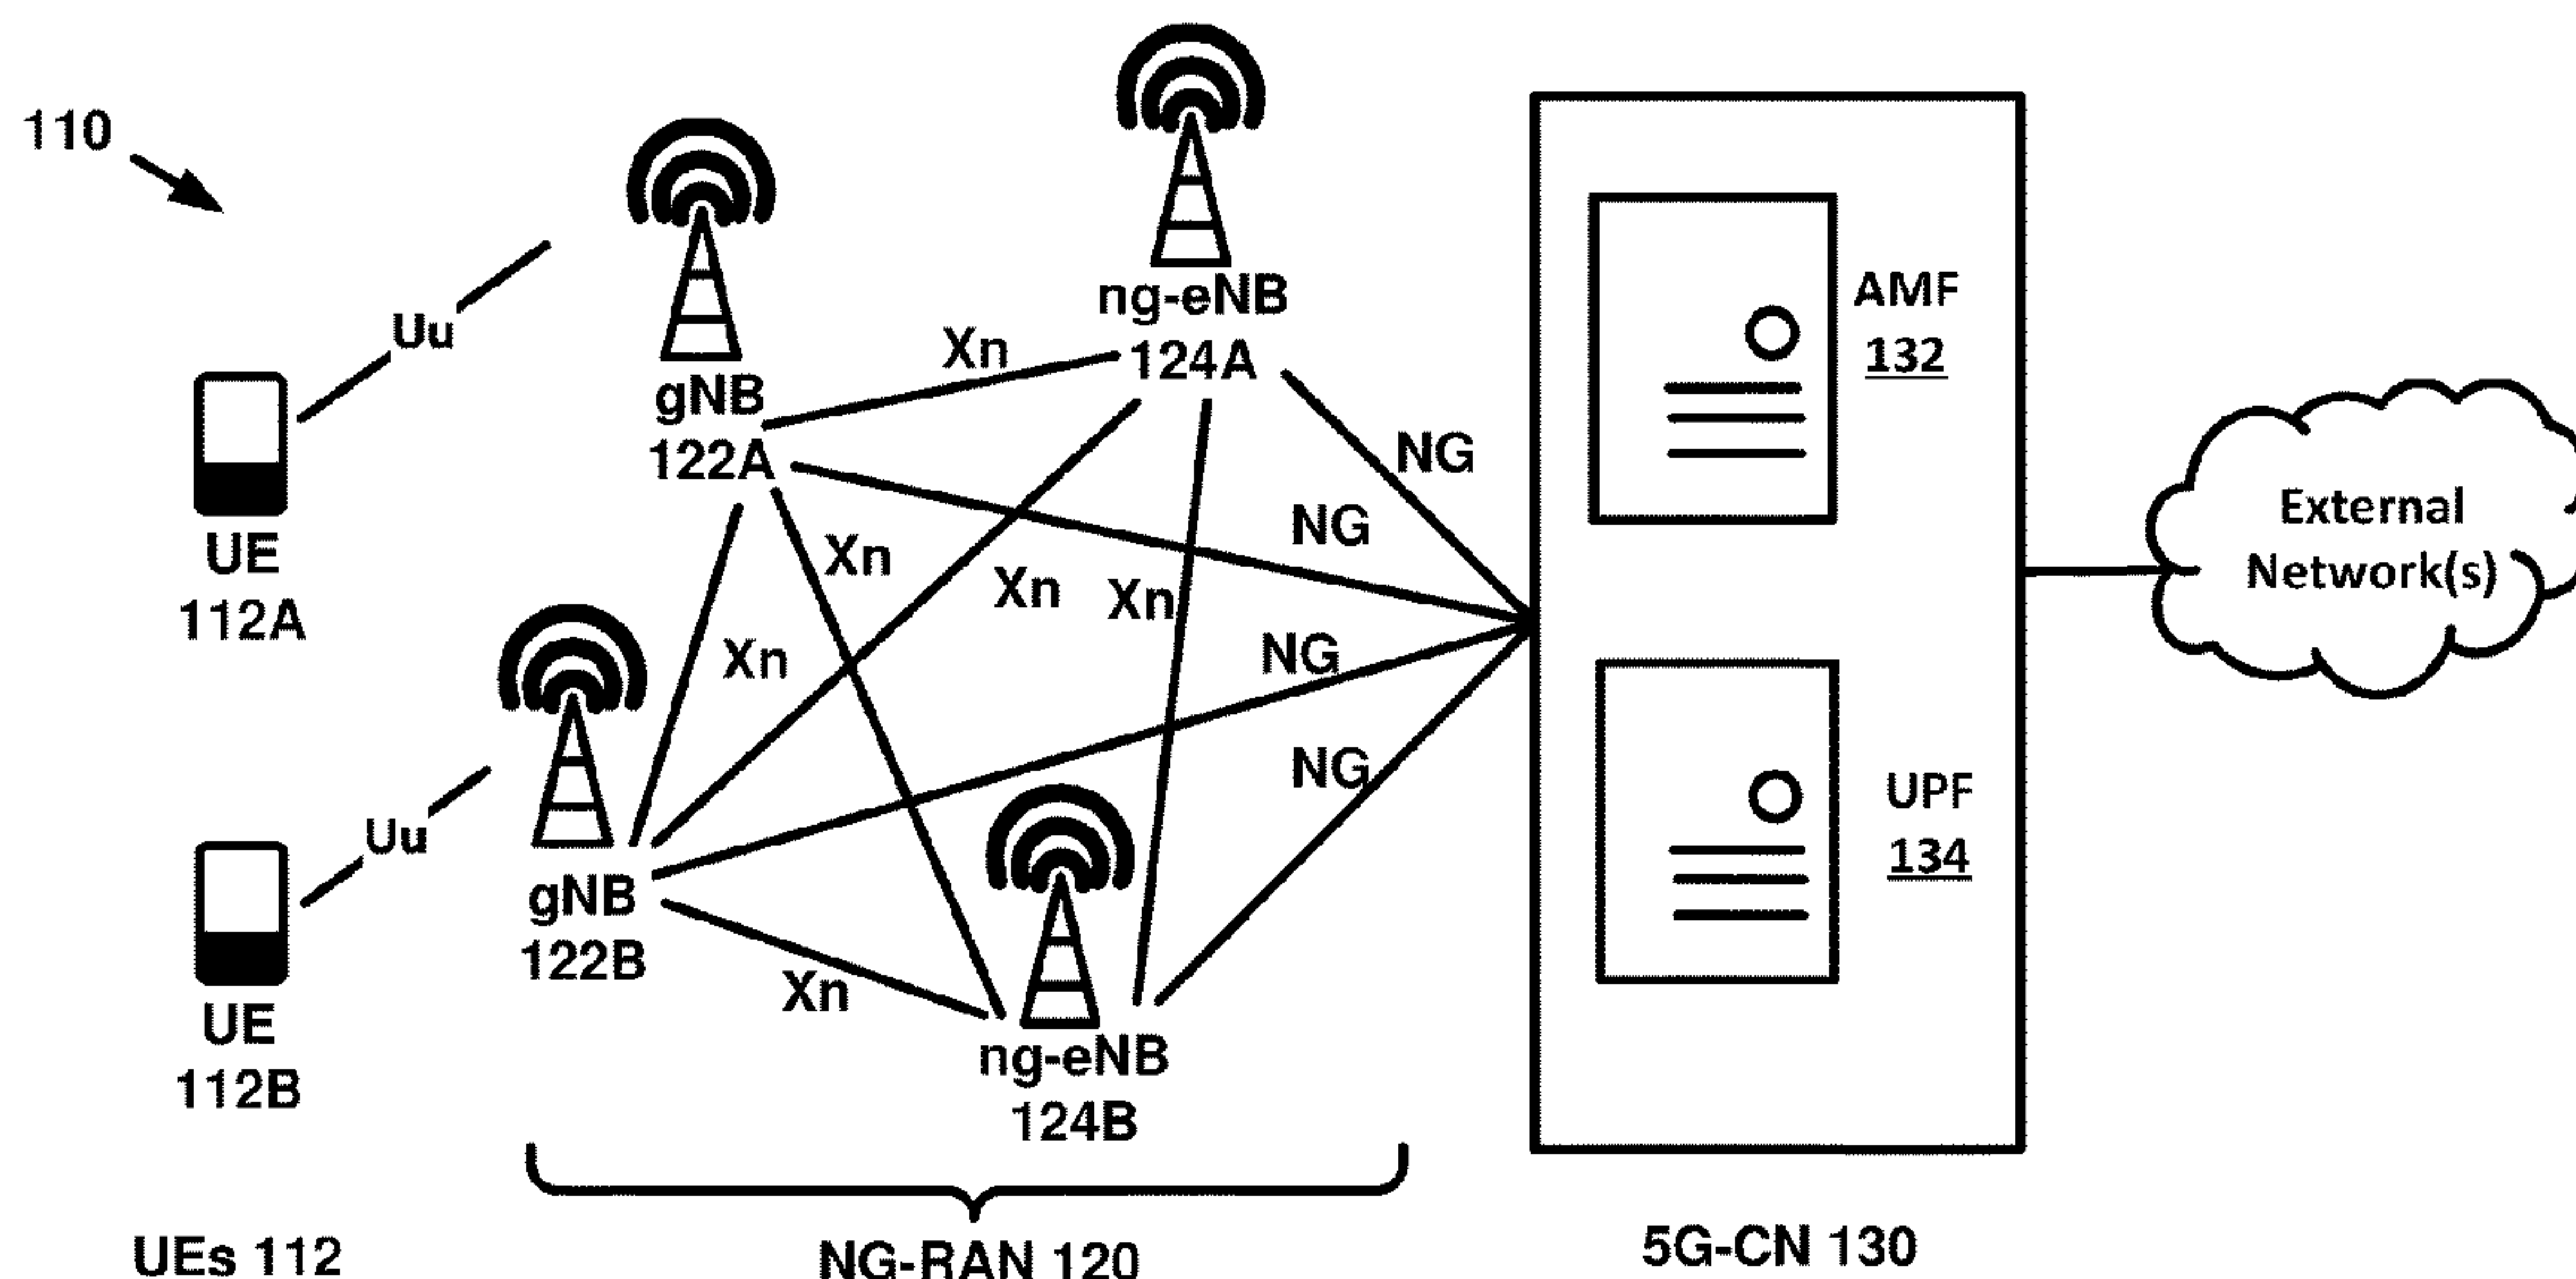 110
Uu
UE
112A
Uu
UE
112B
UEs 112
gNB
122A
gNB
122B
ng-eNB
124A
ng-eNB
124B
Xn
Xn
Xn
Xn
Xn
Xn
NG
NG
NG
NG
NG-RAN 120
AMF
132
UPF
134
5G-CN 130
External
Network(s)